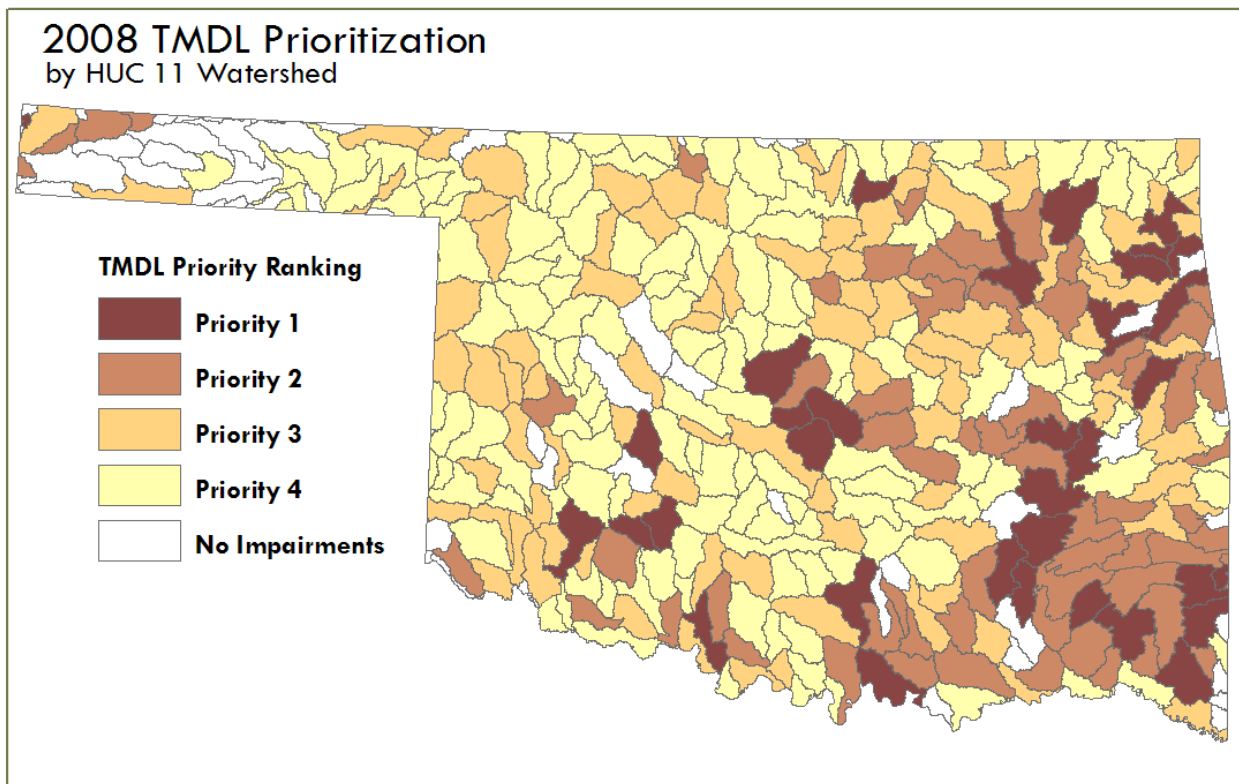 2008 TMDL Prioritization
by HUC 11 Watershed
TMDL Priority Ranking
Priority 1
Priority 2
Priority 3
Priority 4
No Impairments